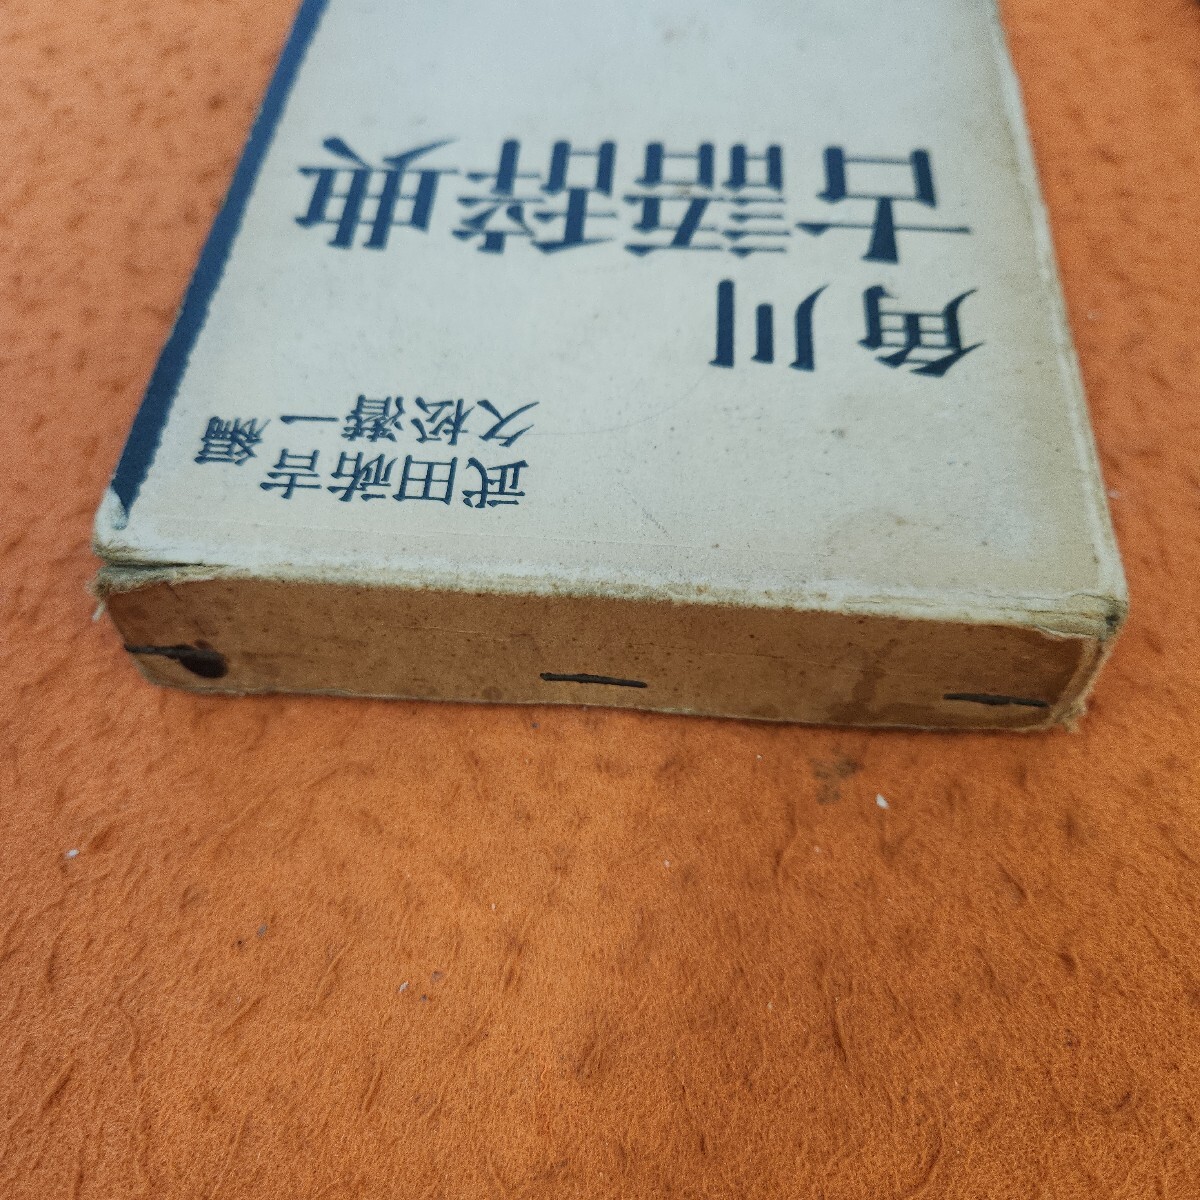 武田祐吉
久松潜一
編
角川
古語辞典